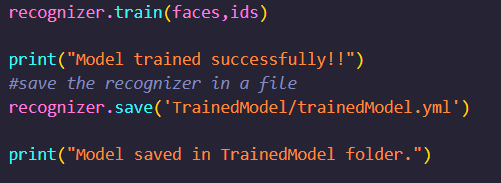 recognizer.train(faces,ids)
print("Model trained successfully!!")
#save the recognizer in a file
recognizer.save('TrainedModel/trainedModel.yml')
print("Model saved in TrainedModel folder.")